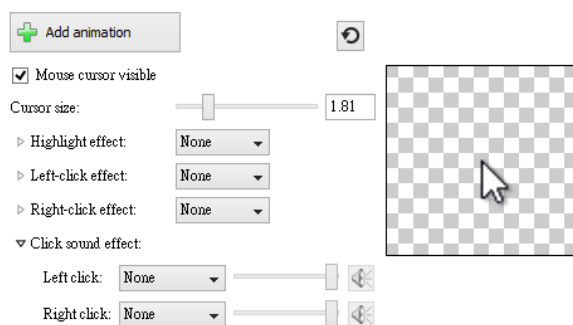 Add animation
Mouse cursor visible
Cursor size: 1.81
Highlight effect: None
Left-click effect: None
Right-click effect: None
Click sound effect:
Left click: None
Right click: None